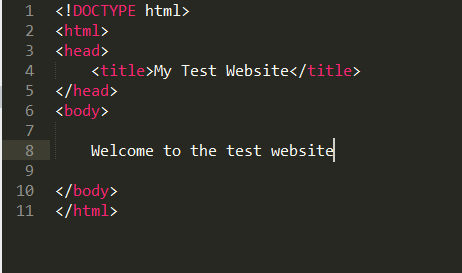 1 <!DOCTYPE html>
2 <html>
3 <head>
4     <title>My Test Website</title>
5 </head>
6 <body>
7
8     Welcome to the test website
9
10 </body>
11 </html>